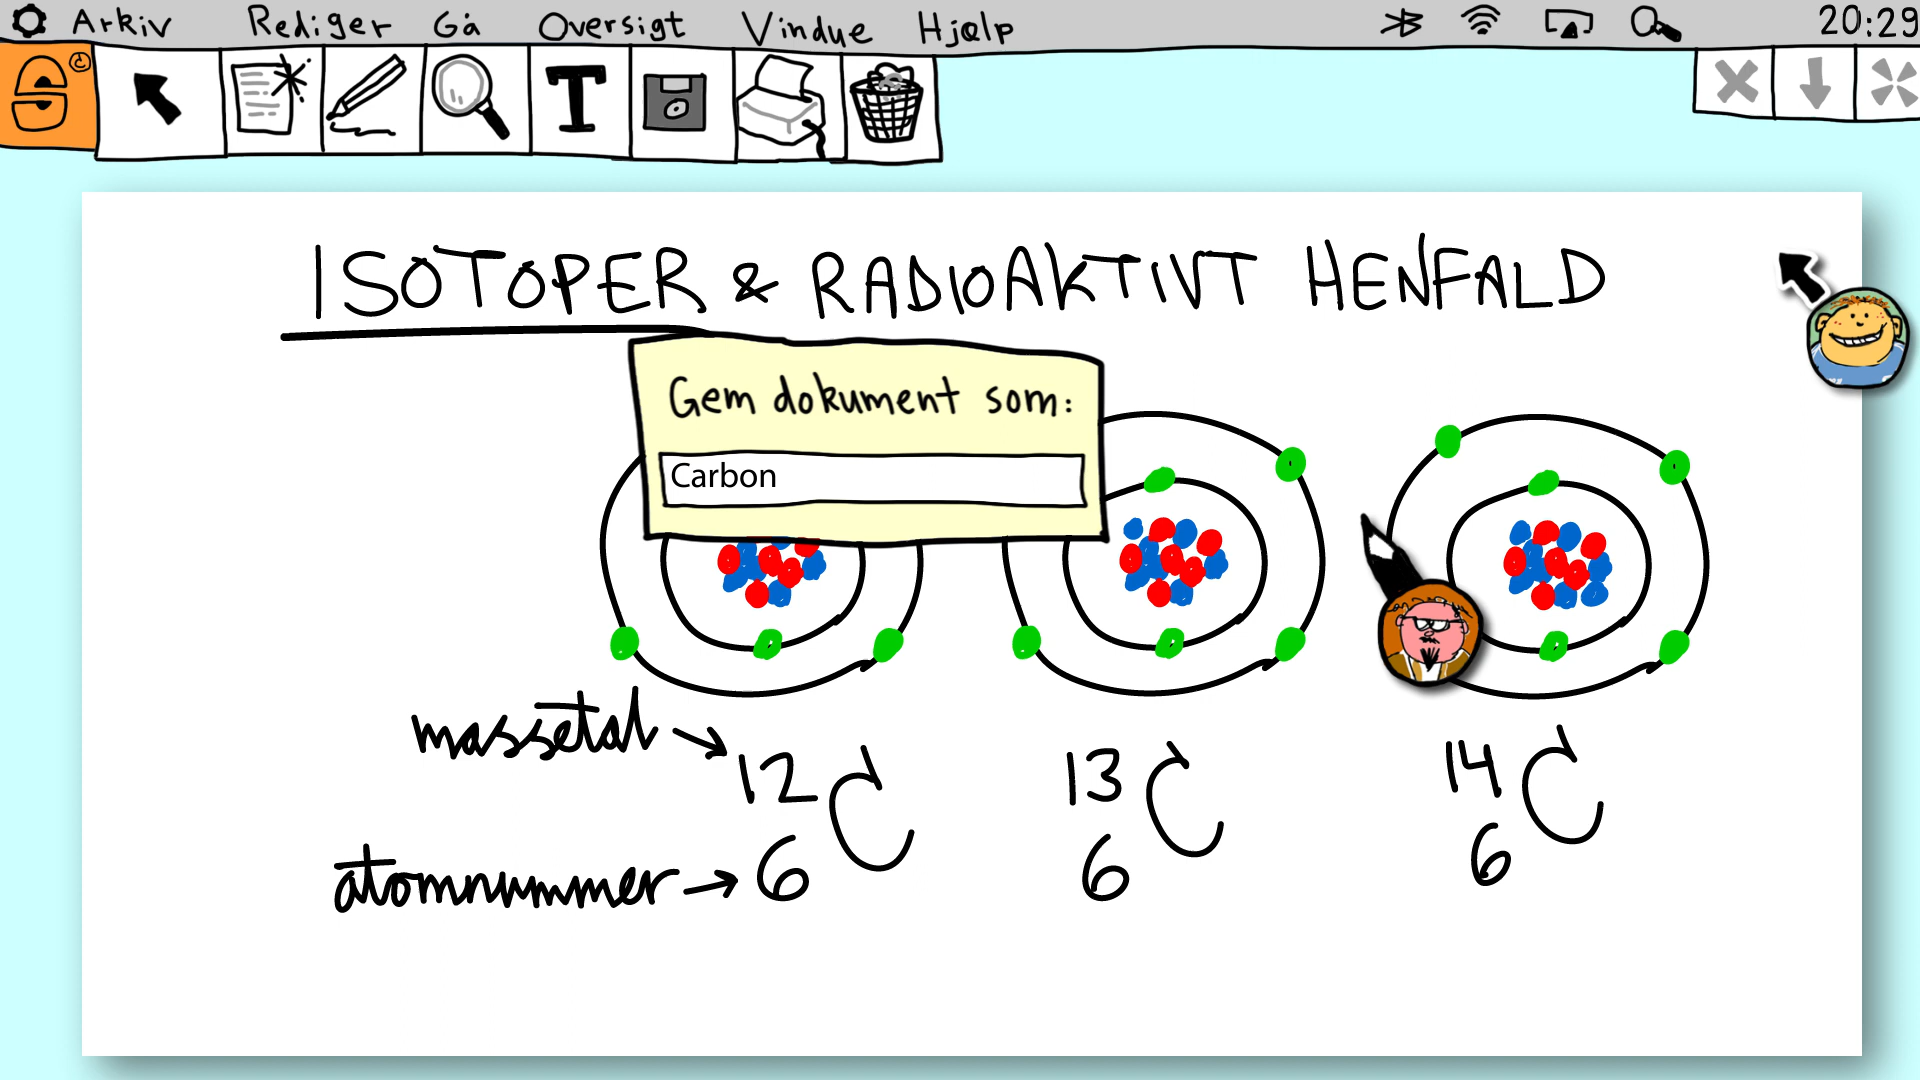 Arkiv Rediger Gå Oversigt Vindue Hjælp 20:29
T
ISOTOPER & RADIOAKTIVT HENFALD
Gem dokument som:
Carbon
massetal → 12 C 13 C 14 C
atomnummer → 6 6 6